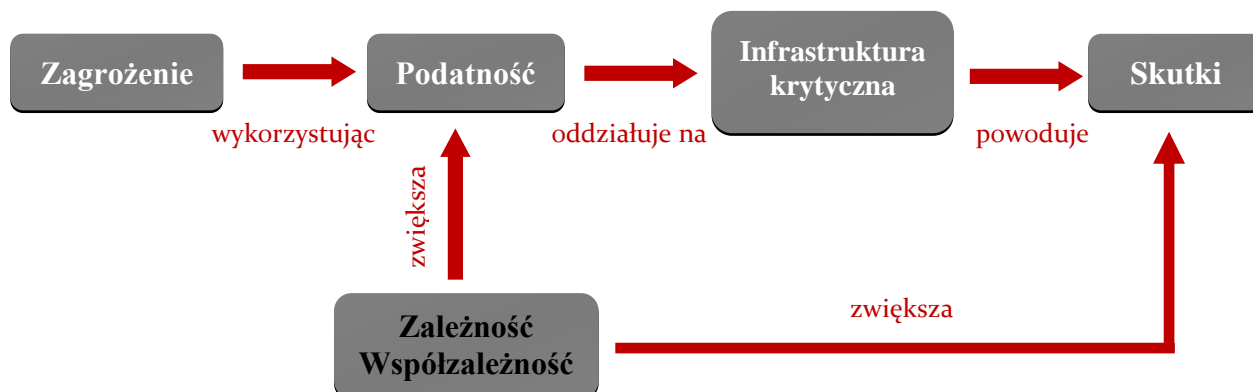 Zagrożenie
Podatność
Infrastruktura
krytyczna
Skutki
wykorzystując
oddziałuje na
powoduje
zwiększa
Zależność
Współzależność
zwiększa